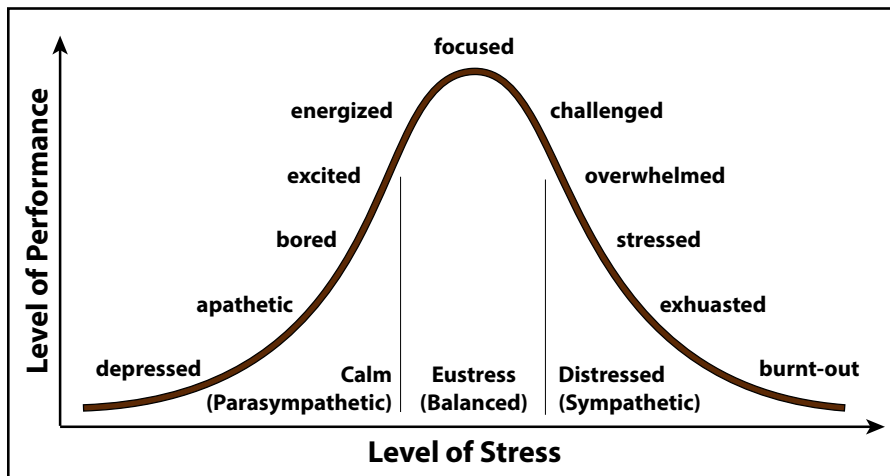 focused
energized
challenged
excited
overwhelmed
bored
stressed
apathetic
exhuasted
depressed
burnt-out
Calm
(Parasympathetic)
Eustress
(Balanced)
Distressed
(Sympathetic)
Level of Performance
Level of Stress